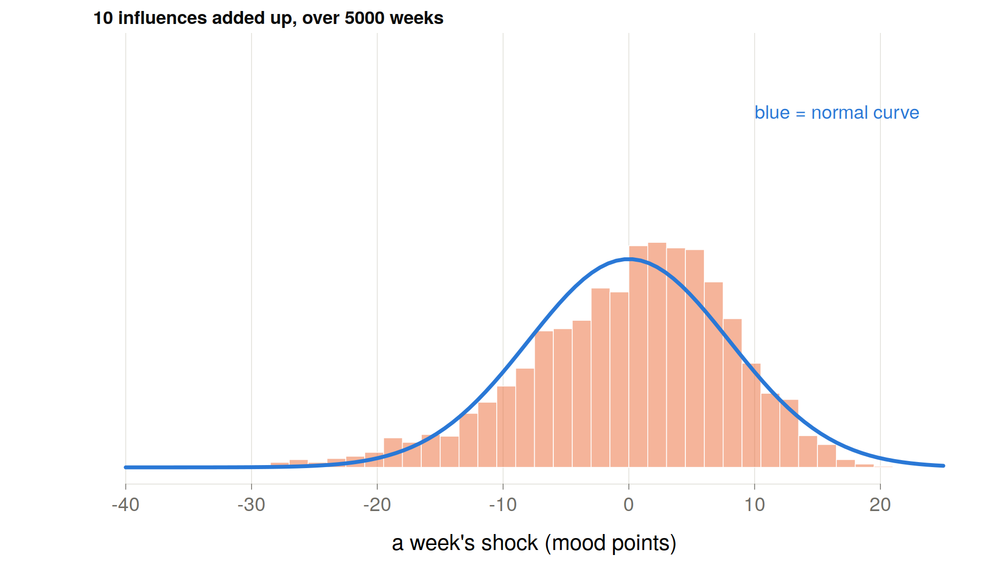 10 influences added up, over 5000 weeks
blue = normal curve
-40 -30 -20 -10 0 10 20
a week's shock (mood points)